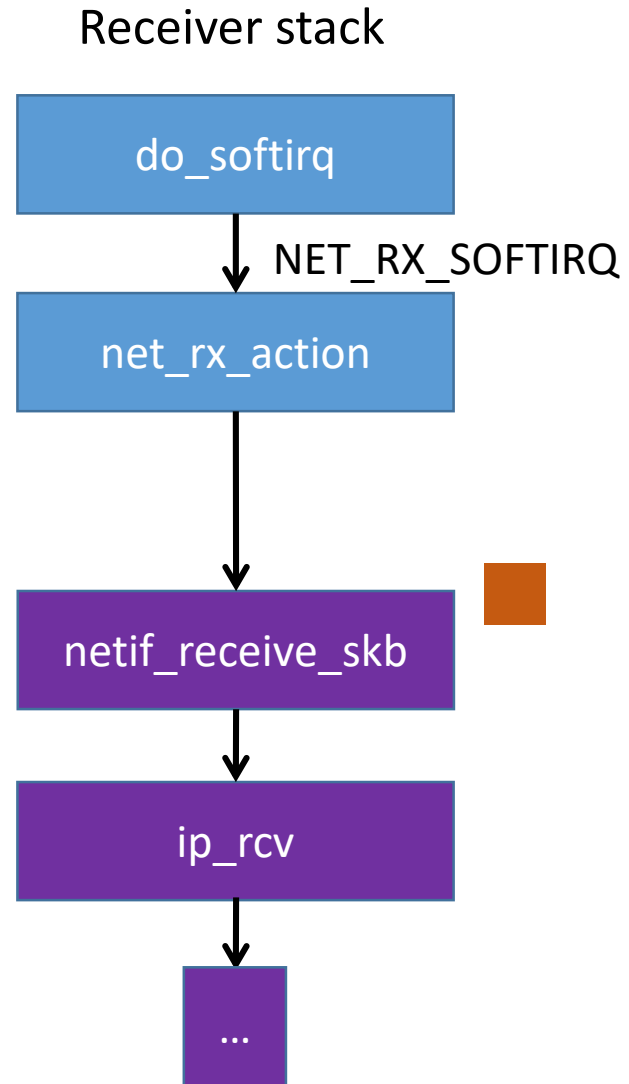 Receiver stack
do_softirq
NET_RX_SOFTIRQ
net_rx_action
netif_receive_skb
ip_rcv
...